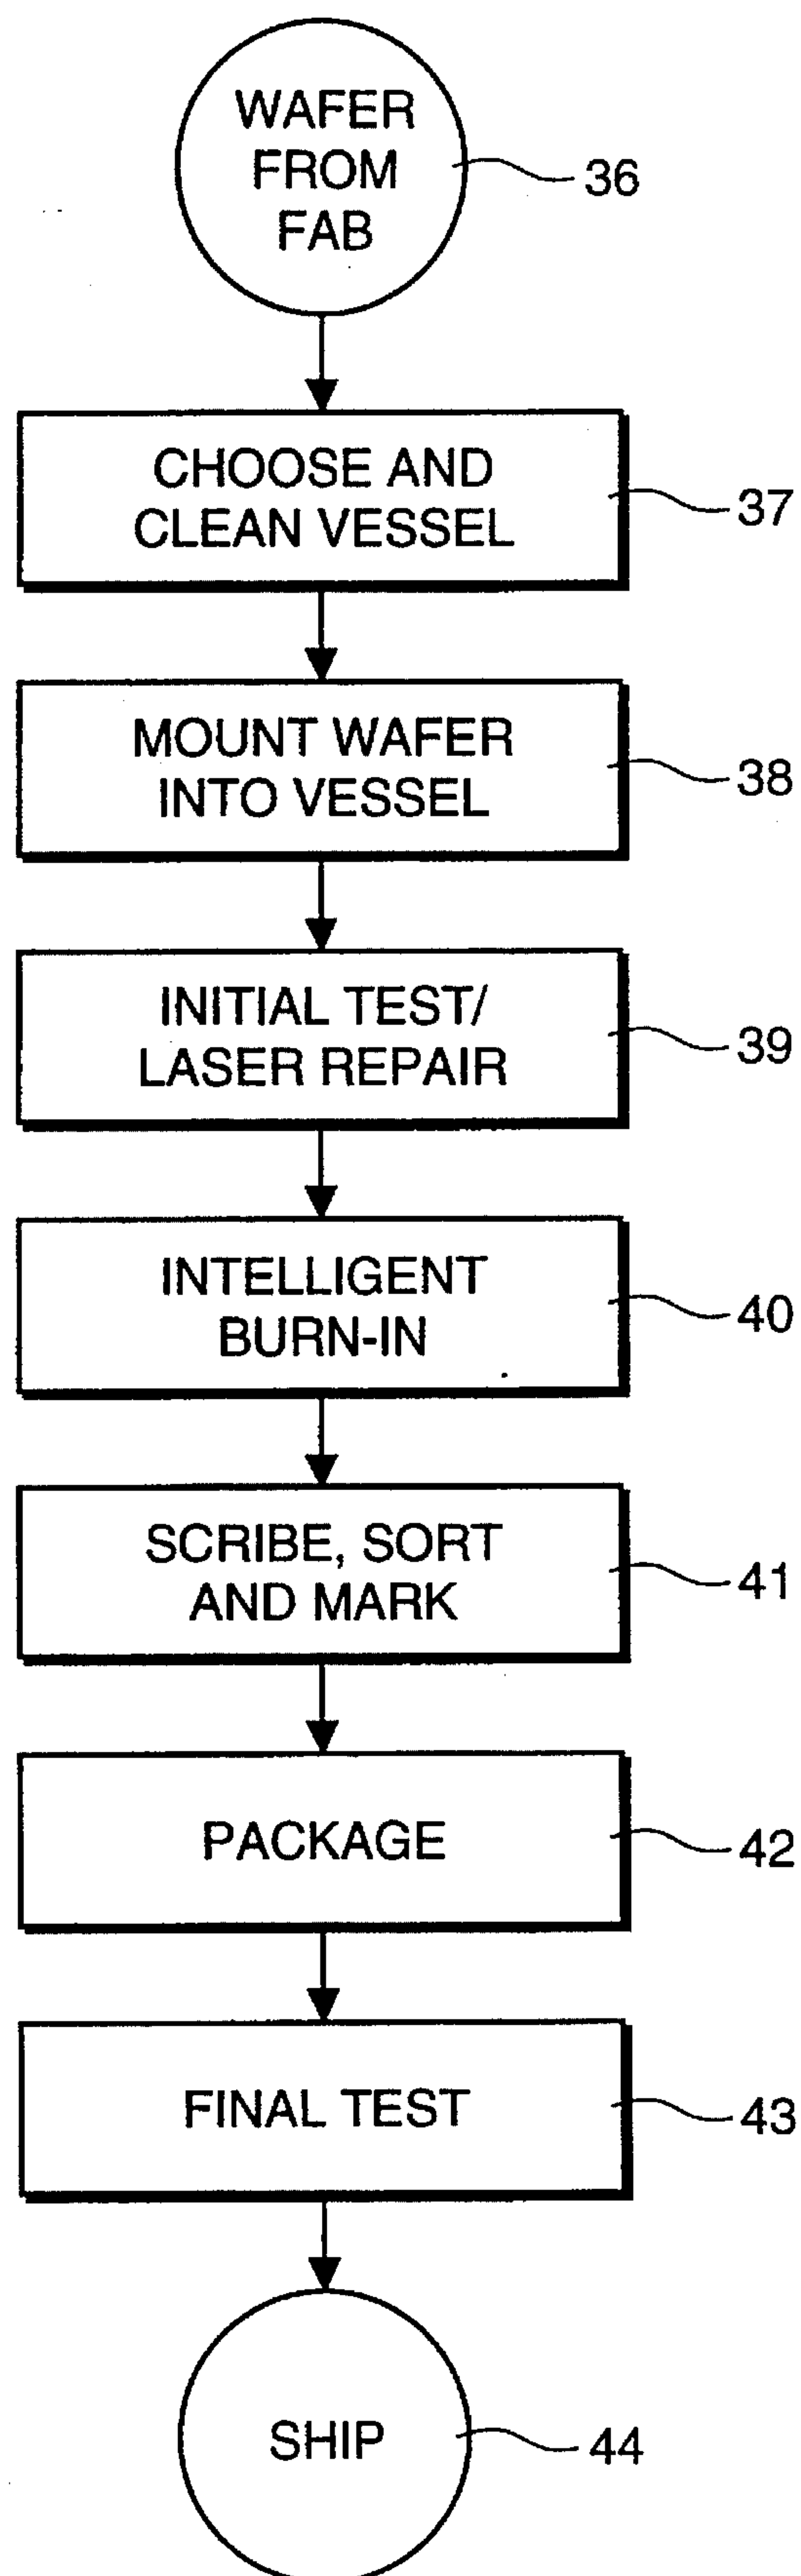 WAFER
FROM
FAB
36
CHOOSE AND
CLEAN VESSEL
37
MOUNT WAFER
INTO VESSEL
38
INITIAL TEST/
LASER REPAIR
39
INTELLIGENT
BURN-IN
40
SCRIBE, SORT
AND MARK
41
PACKAGE
42
FINAL TEST
43
SHIP
44